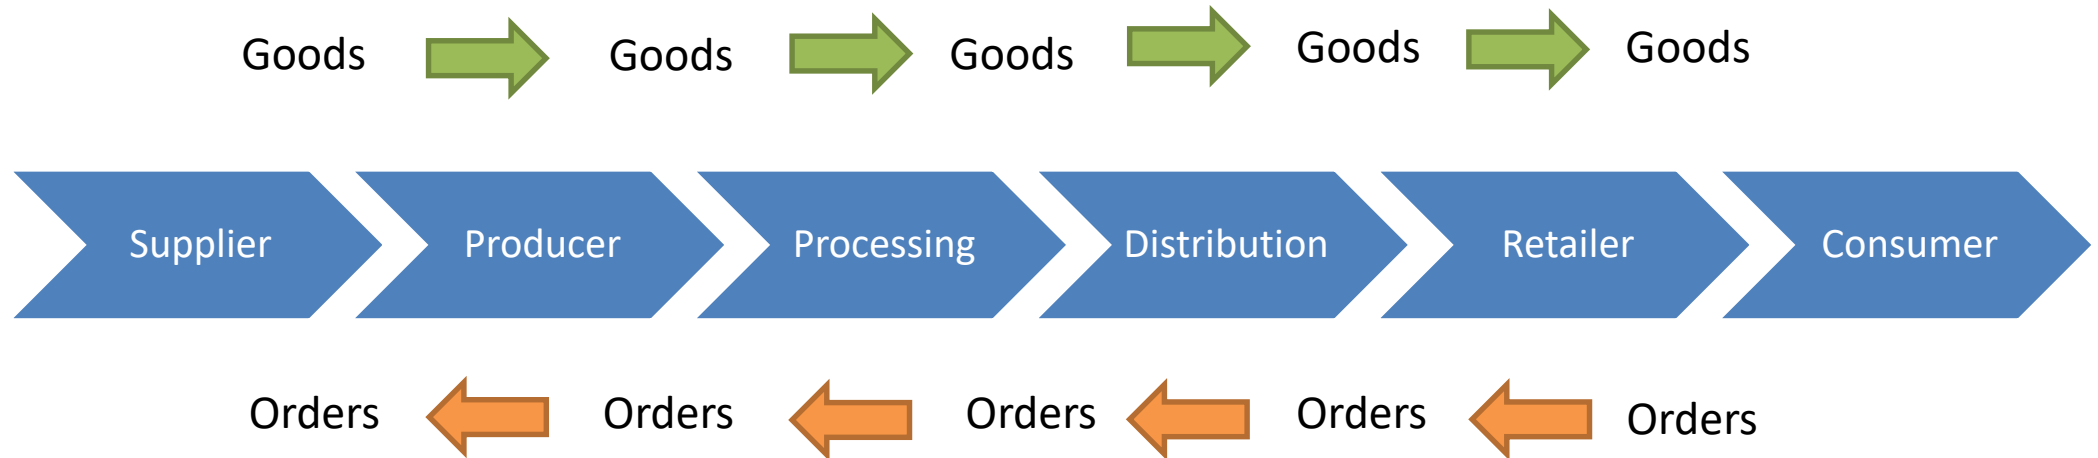 Goods Goods Goods Goods Goods
Supplier Producer Processing Distribution Retailer Consumer
Orders Orders Orders Orders Orders